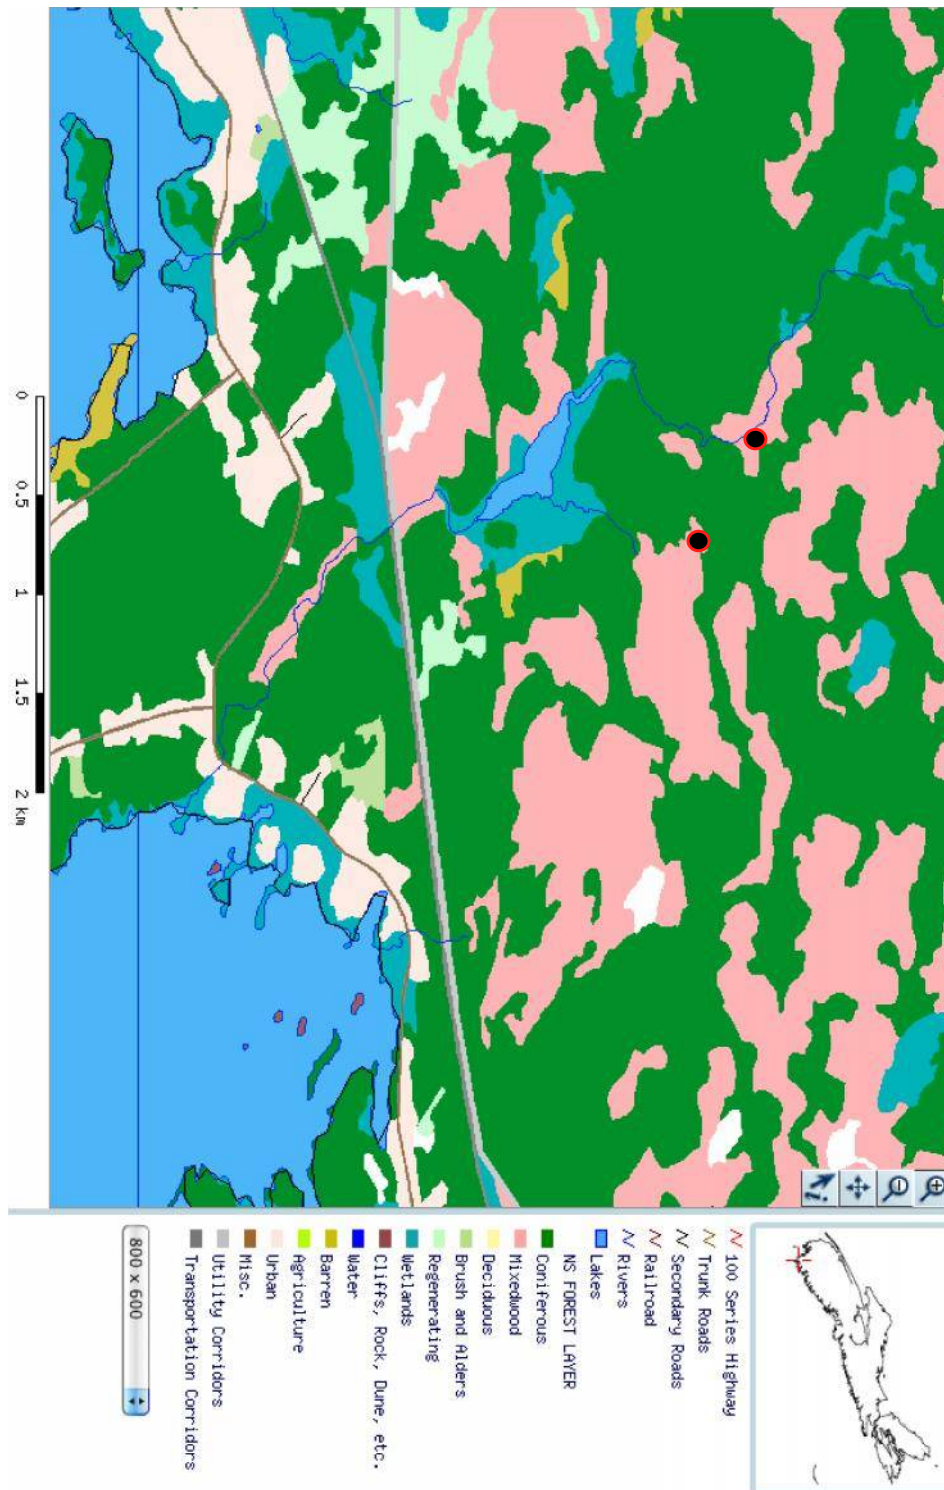 0
0.5
1
1.5
2 km
100 Series Highway
Trunk Roads
Secondary Roads
Railroad
Rivers
Lakes
NS FOREST LAYER
Coniferous
Mixedwood
Deciduous
Brush and Alders
Regenerating
Wetlands
Cliffs, Rock, Dune, etc.
Water
Barren
Agriculture
Urban
Misc.
Utility Corridors
Transportation Corridors
800 x 600